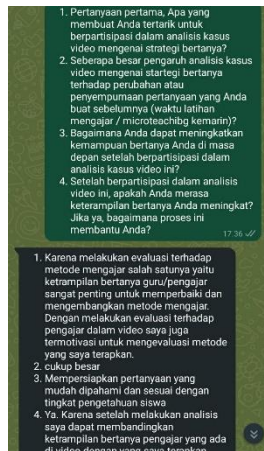 1. Pertanyaan pertama, Apa yang
membuat Anda tertarik untuk
berpartisipasi dalam analisis kasus
video mengenai strategi bertanya?
2. Seberapa besar pengaruh analisis kasus
video mengenai startegi bertanya
terhadap perubahan atau
penyempurnaan pertanyaan yang Anda
buat sebelumnya (waktu latihan
mengajar / microteachibg kemarin)?
3. Bagaimana Anda dapat meningkatkan
kemampuan bertanya Anda di masa
depan setelah berpartisipasi dalam
analisis kasus video ini?
4. Setelah berpartisipasi dalam analisis
video ini, apakah Anda merasa
keterampilan bertanya Anda meningkat?
Jika ya, bagaimana proses ini
membantu Anda?
17.36
1. Karena melakukan evaluasi terhadap
metode mengajar salah satunya yaitu
ketrampilan bertanya guru/pengajar
sangat penting untuk memperbaiki dan
mengembangkan metode mengajar.
Dengan melakukan evaluasi terhadap
pengajar dalam video saya juga
termotivasi untuk mengevaluasi metode
yang saya terapkan.
2. cukup besar
3. Mempersiapkan pertanyaan yang
mudah dipahami dan sesuai dengan
tingkat pengetahuan siswa
4. Ya. Karena setelah melakukan analisis
saya dapat membandingkan
ketrampilan bertanya pengajar yang ada
di video dengan yang saya terapkan